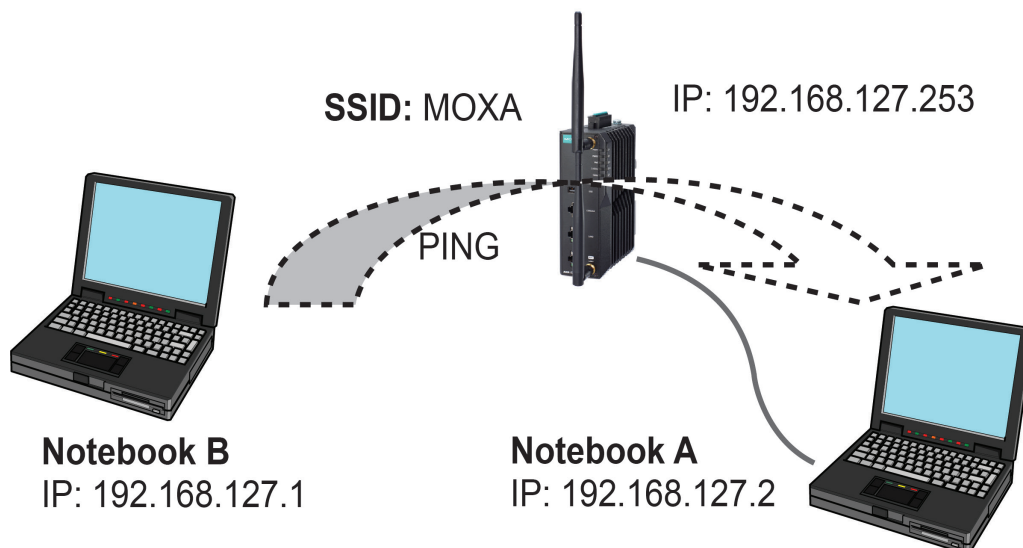 SSID: MOXA
IP: 192.168.127.253
PING
Notebook B
IP: 192.168.127.1
Notebook A
IP: 192.168.127.2